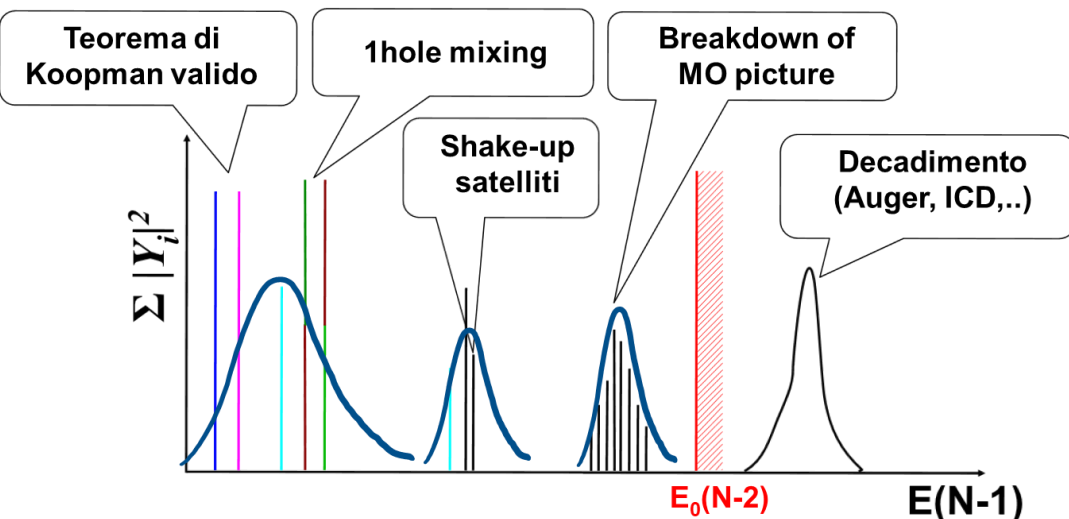 Teorema di
Koopman valido
1hole mixing
Breakdown of
MO picture
Shake-up
satelliti
Decadimento
(Auger, ICD,..)
Σ |Yᵢ|²
E₀(N-2)
E(N-1)